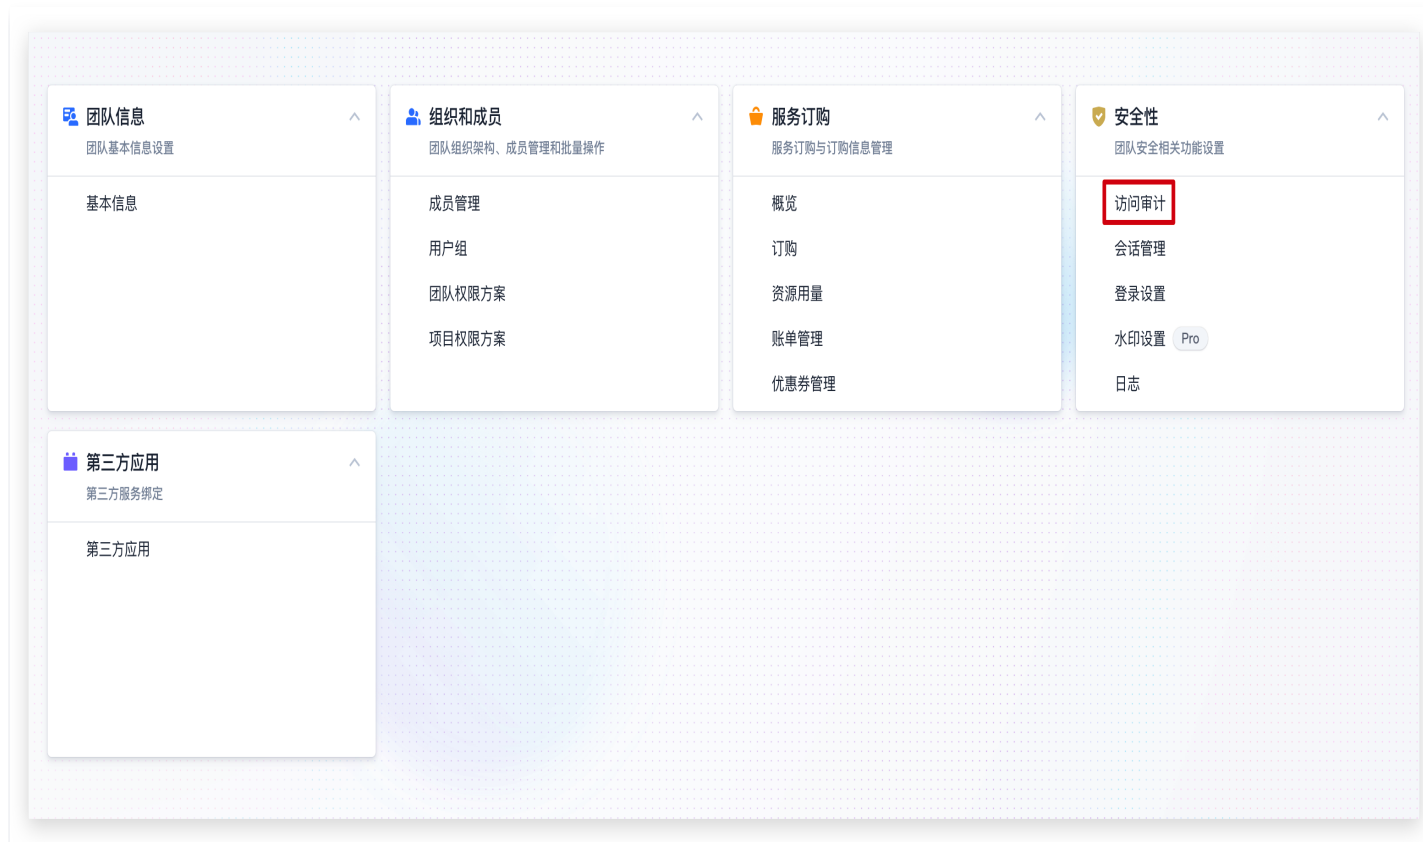 团队信息
团队基本信息设置
基本信息
组织和成员
团队组织架构、成员管理和批量操作
成员管理
用户组
团队权限方案
项目权限方案
服务订购
服务订购与订购信息管理
概览
订购
资源用量
账单管理
优惠券管理
安全性
团队安全相关功能设置
访问审计
会话管理
登录设置
水印设置 Pro
日志
第三方应用
第三方服务绑定
第三方应用